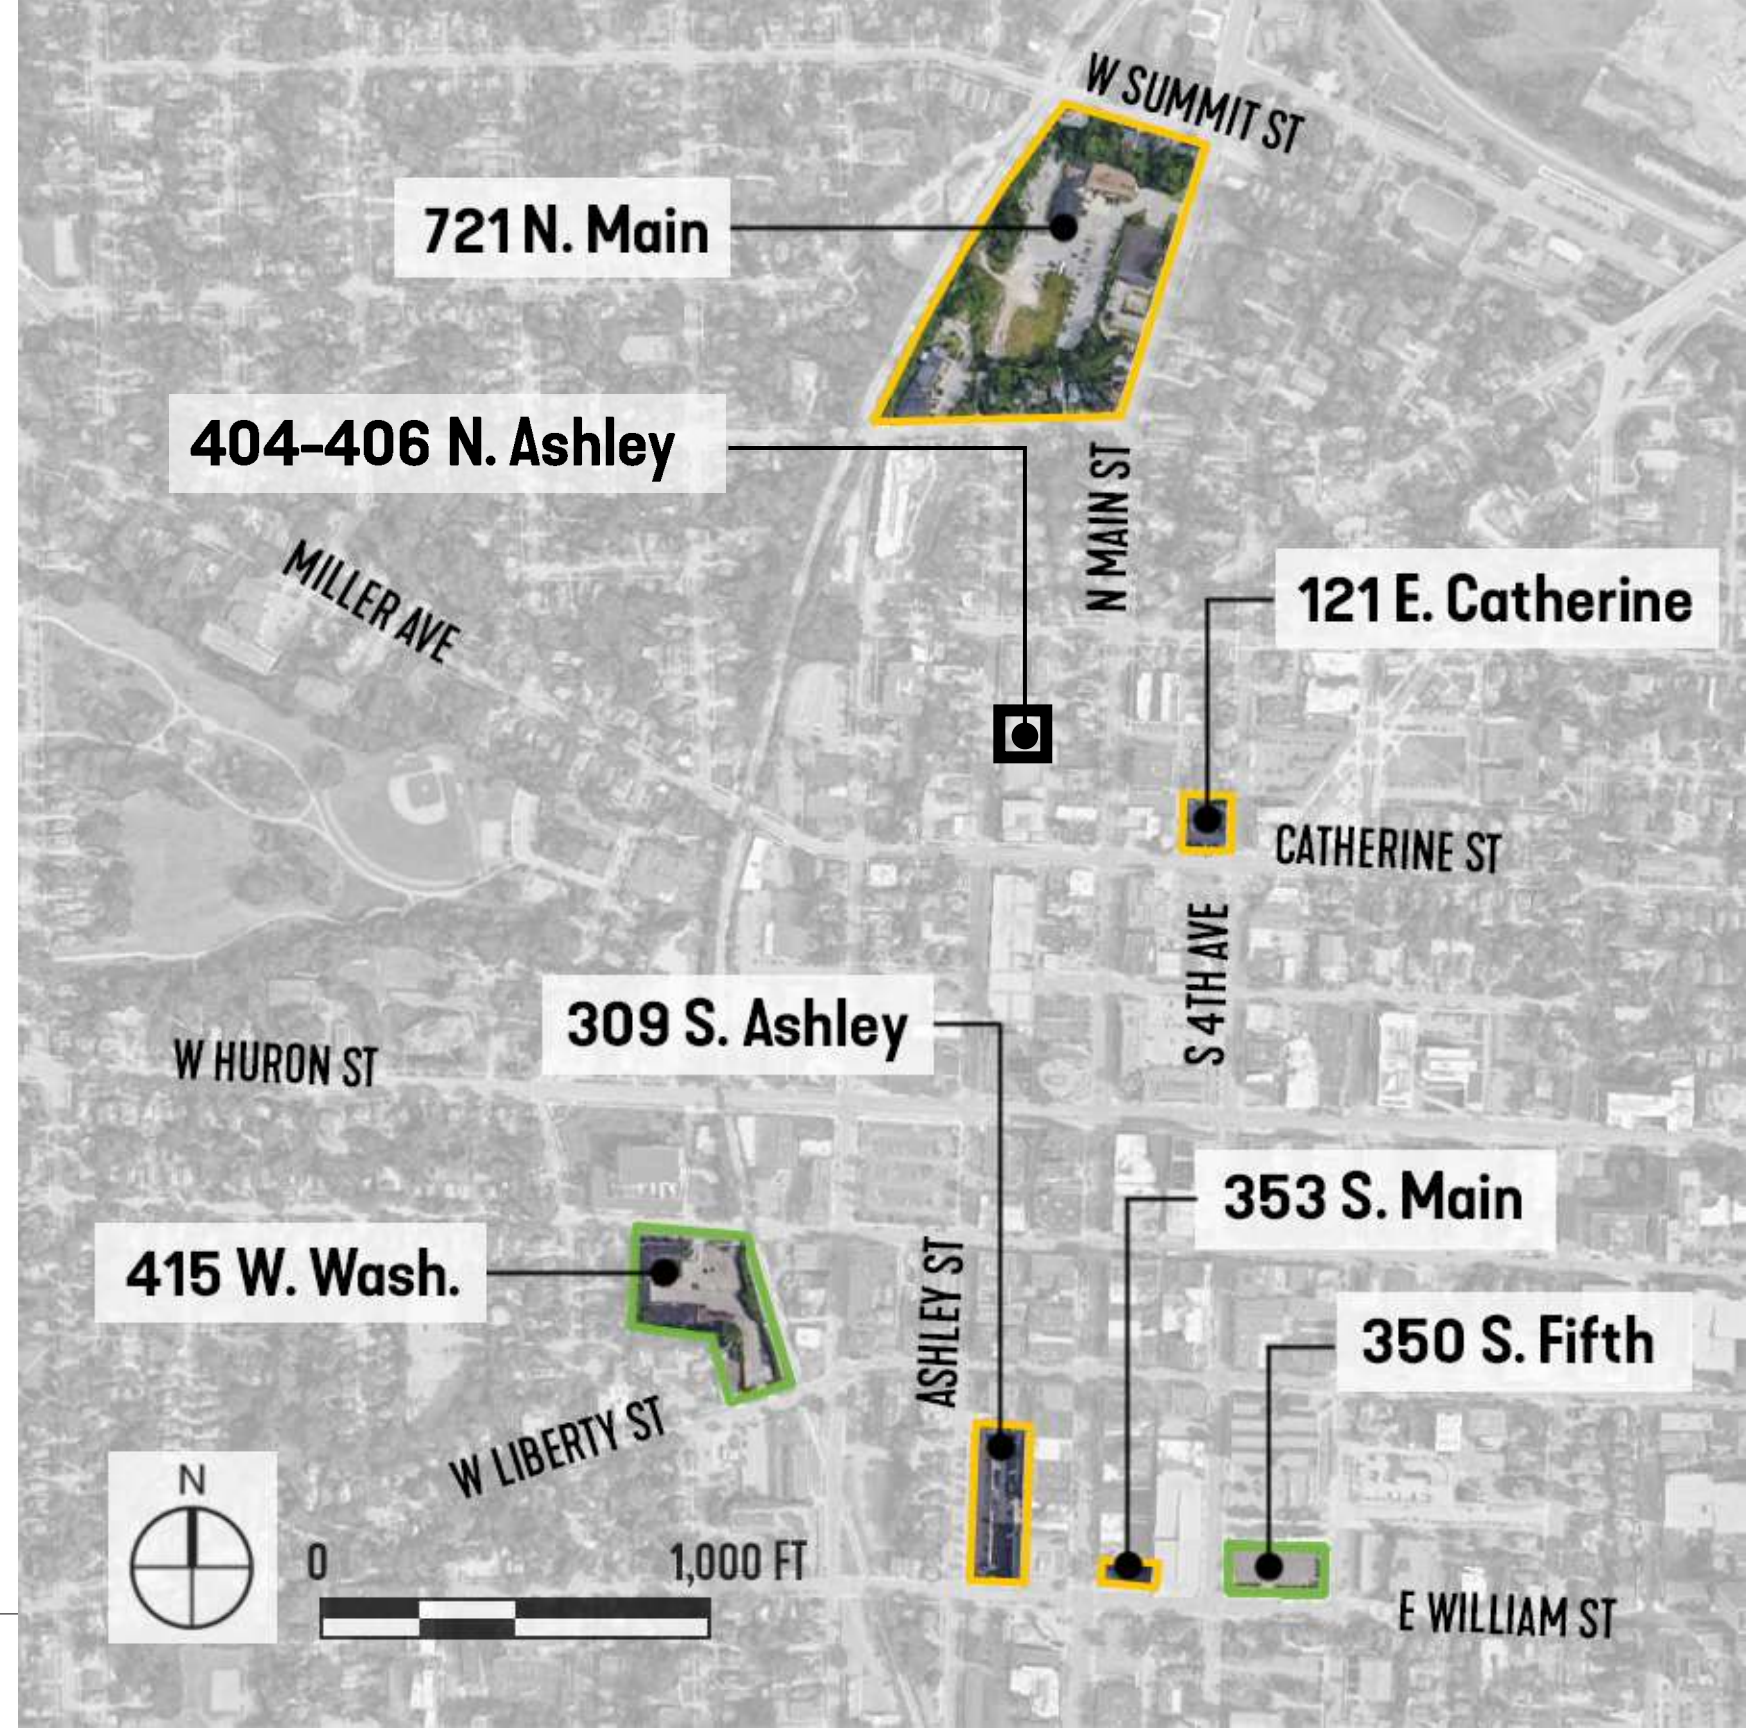 W SUMMIT ST
721 N. Main
404-406 N. Ashley
N MAIN ST
MILLER AVE
121 E. Catherine
CATHERINE ST
S 4TH AVE
309 S. Ashley
W HURON ST
353 S. Main
415 W. Wash.
ASHLEY ST
350 S. Fifth
W LIBERTY ST
N
0 1,000 FT
E WILLIAM ST